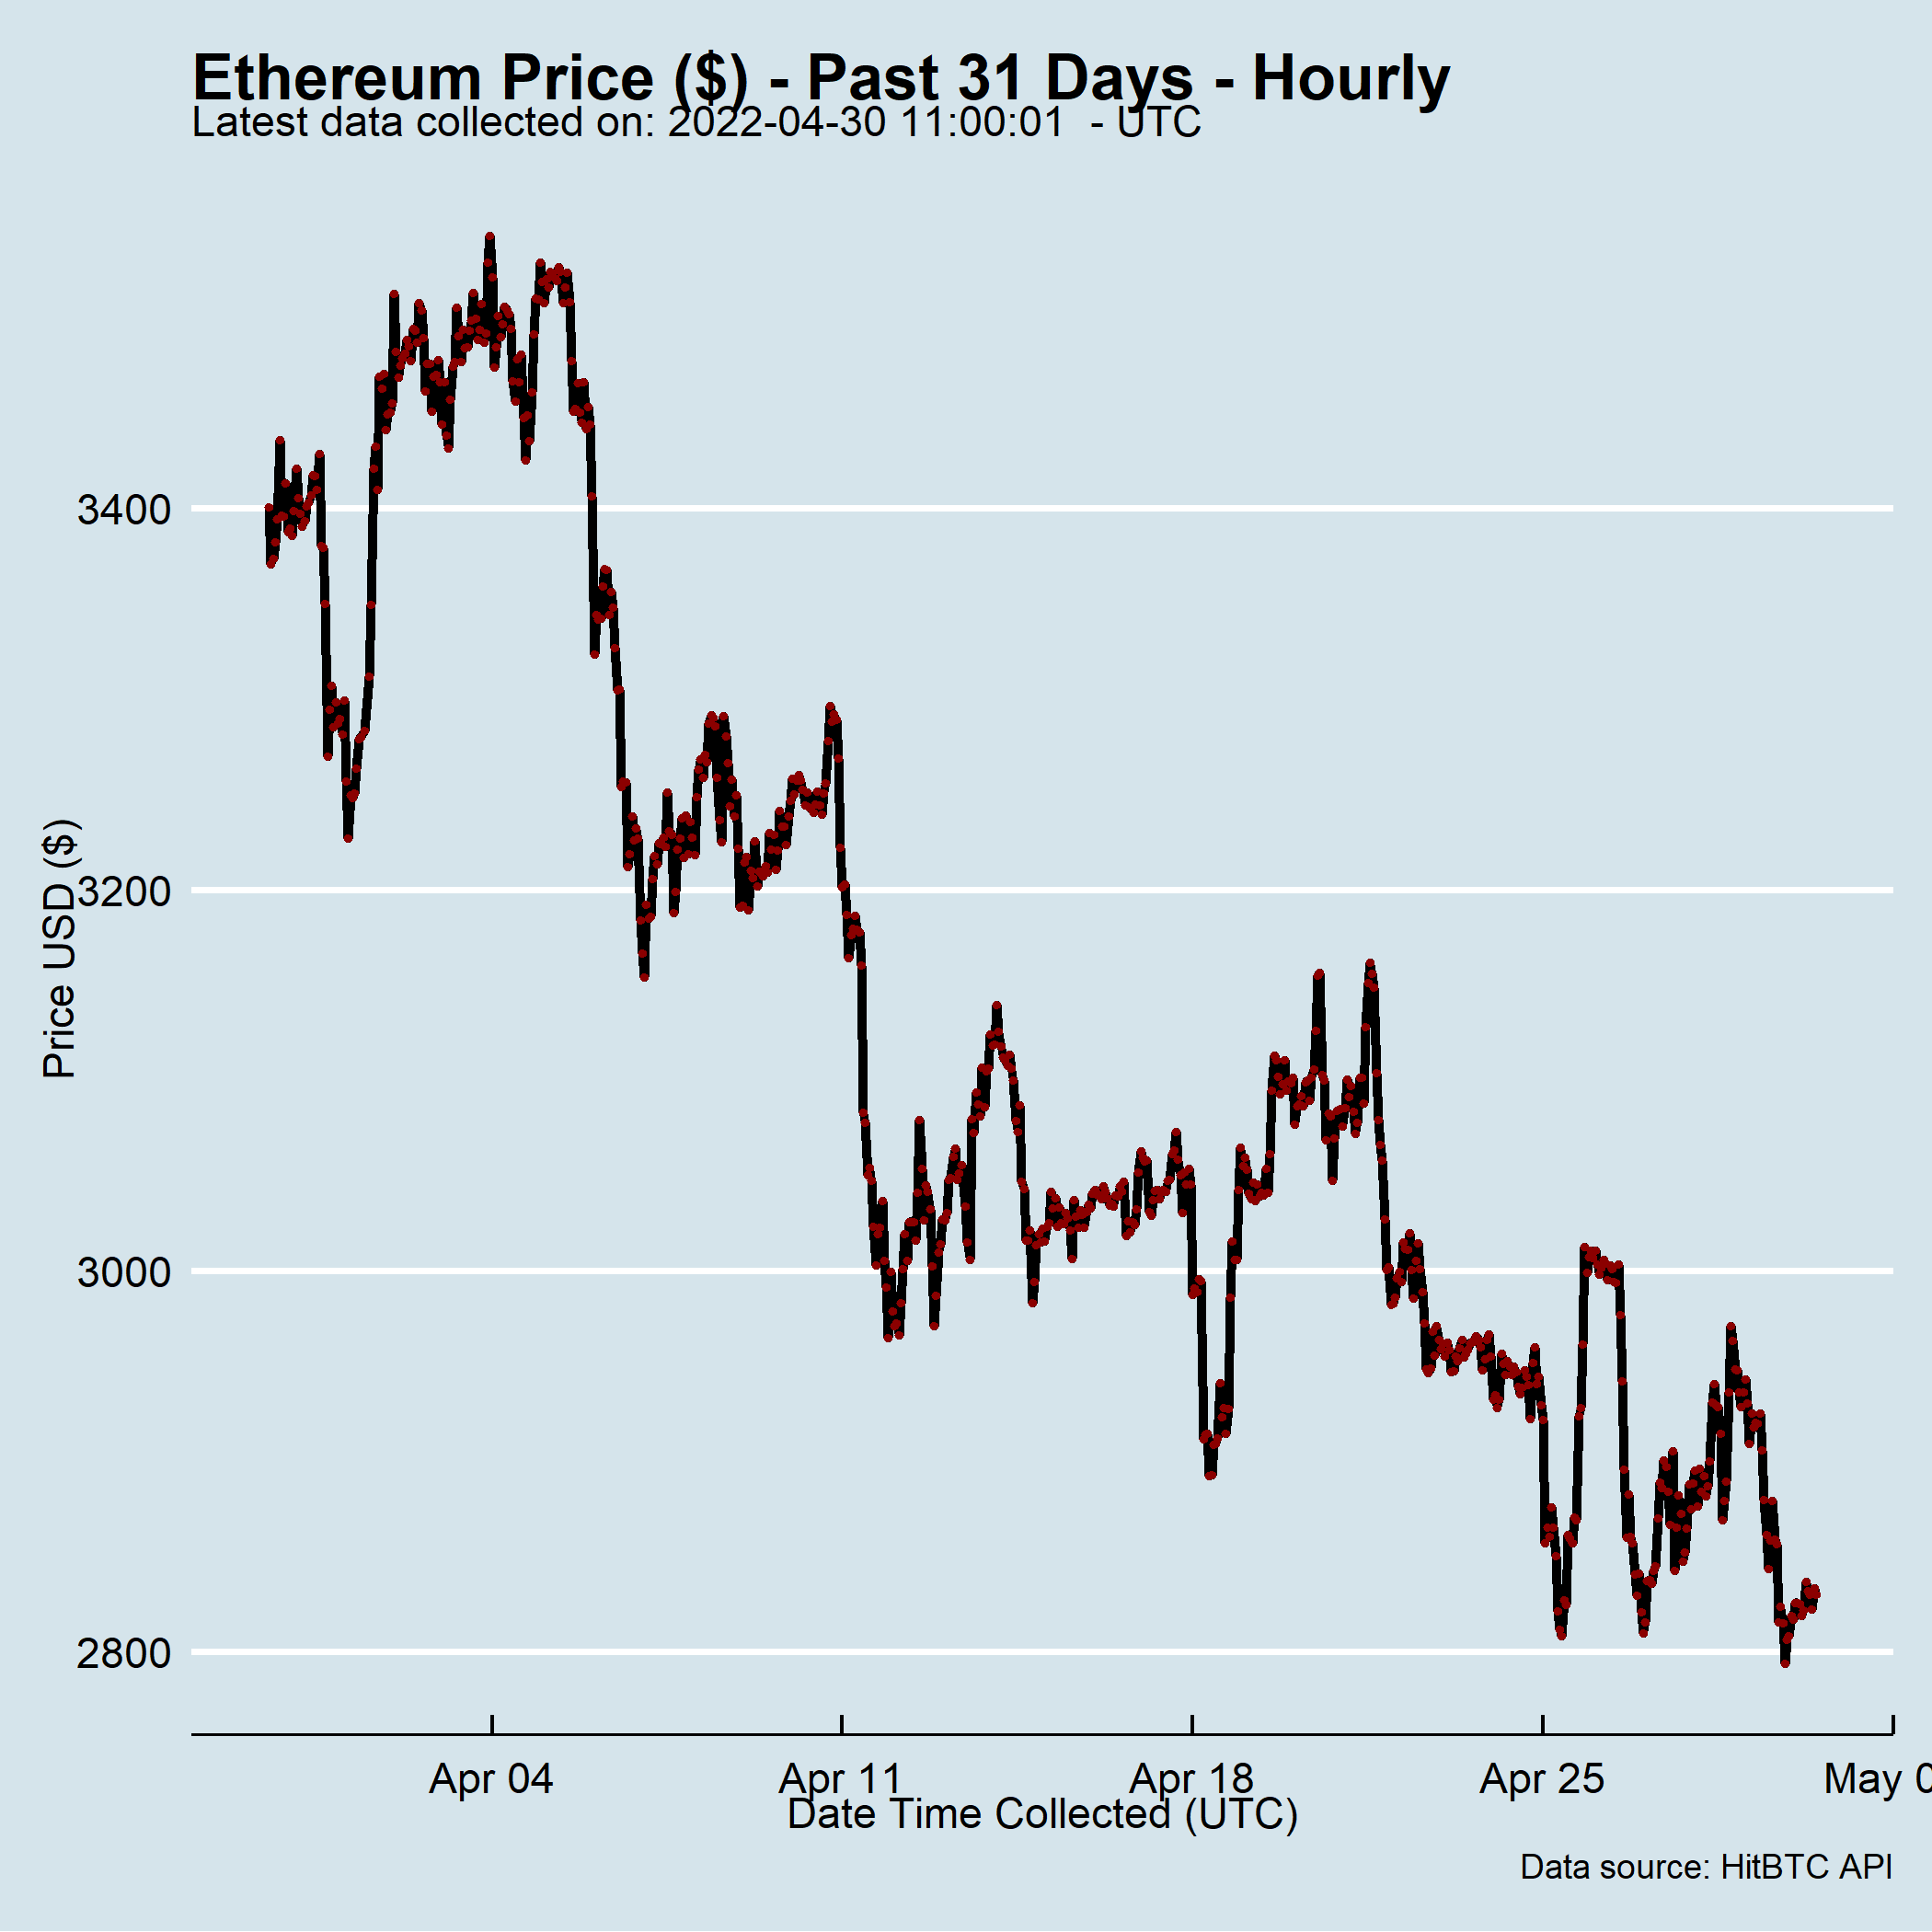 Ethereum Price ($) - Past 31 Days - Hourly
Latest data collected on: 2022-04-30 11:00:01  - UTC
Price USD ($)
3400
3200
3000
2800
Apr 04
Apr 11
Apr 18
Apr 25
May 0
Date Time Collected (UTC)
Data source: HitBTC API